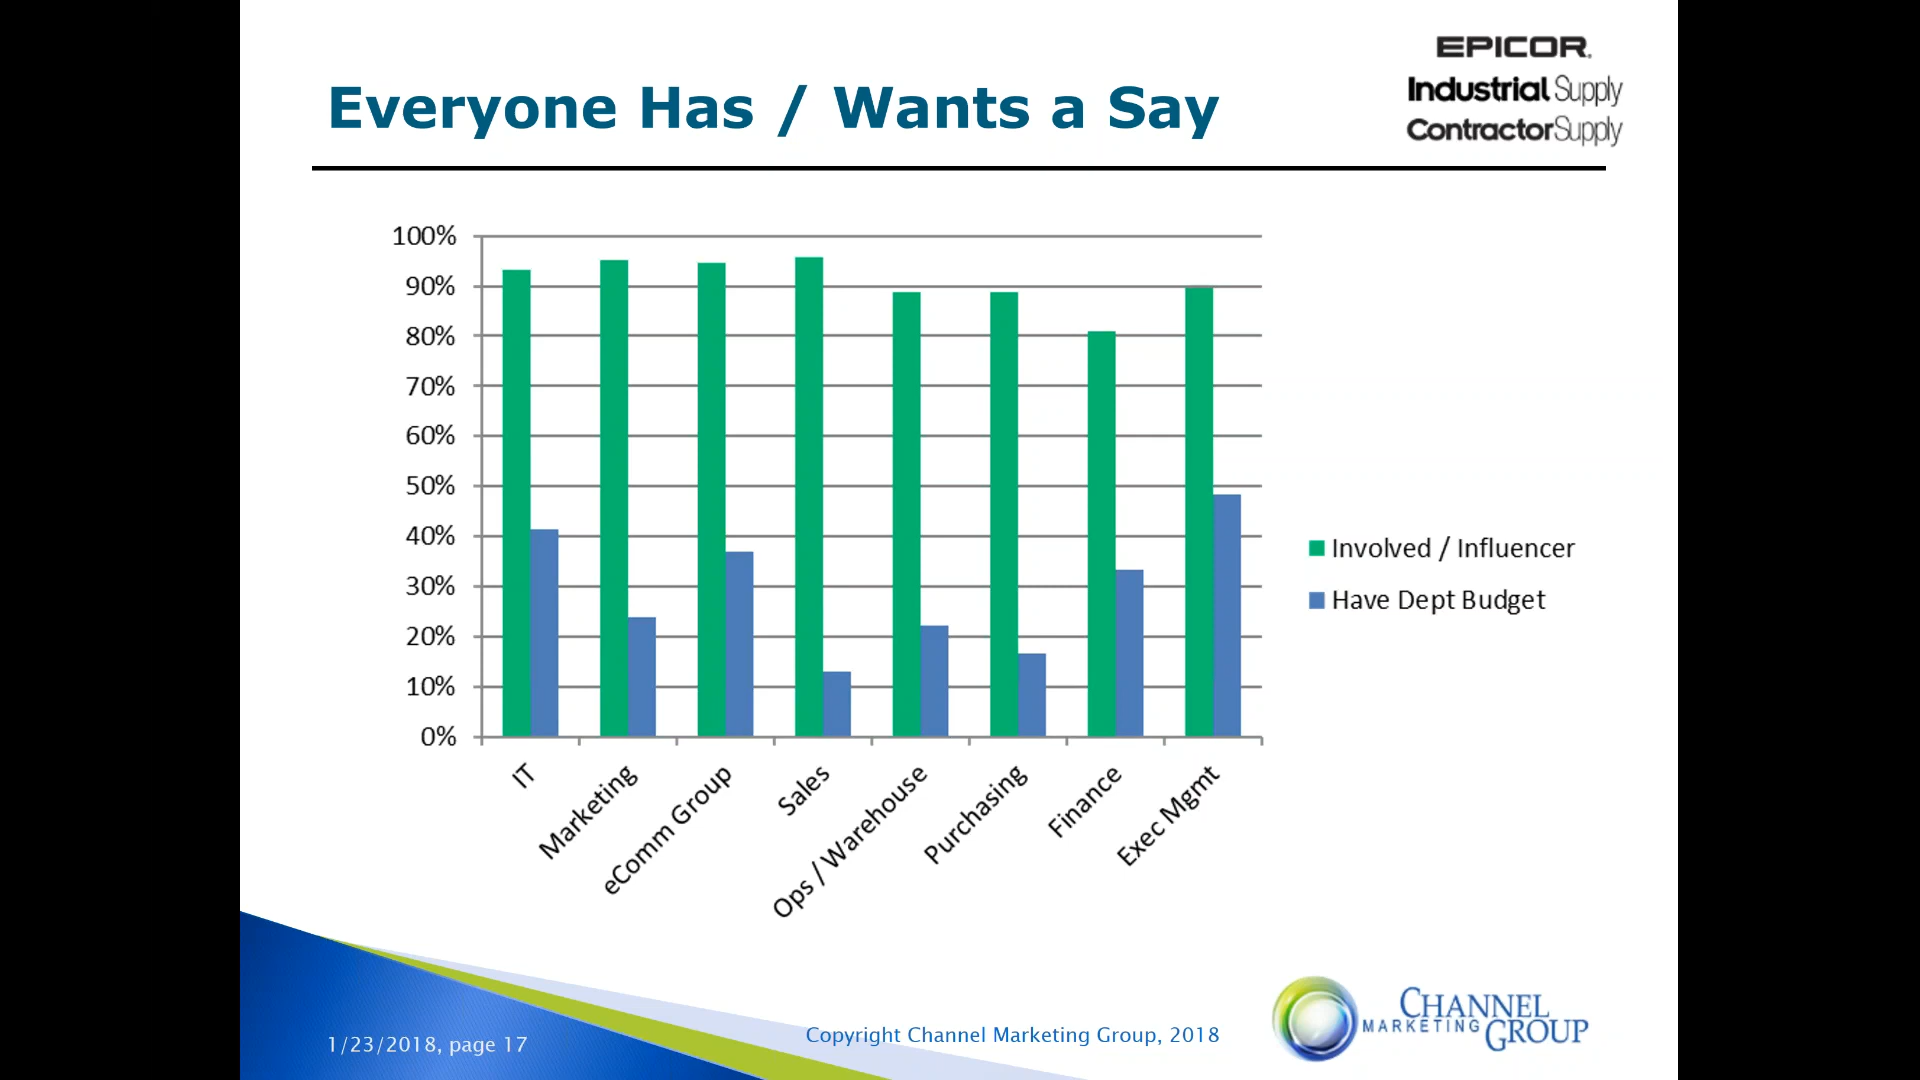 EPICOR
Everyone Has / Wants a Say
Industrial Supply
ContractorSupply
100%
90%
80%
70%
60%
50%
40%
30%
20%
10%
0%
Involved / Influencer
Have Dept Budget
IT
Marketing
eComm Group
Sales
Ops / Warehouse
Purchasing
Finance
Exec Mgmt
1/23/2018, page 17
Copyright Channel Marketing Group, 2018
CHANNEL
MARKETING GROUP